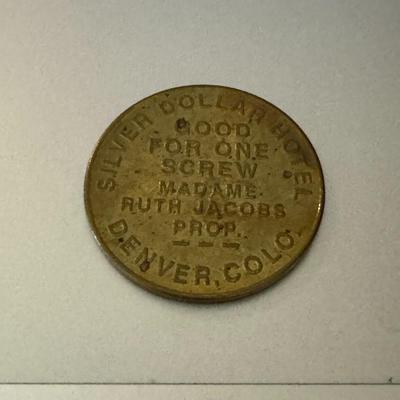 SILVER DOLLAR HOTEL
GOOD
FOR ONE
SCREW
MADAME
RUTH JACOBS
PROP.
DENVER, COLO.